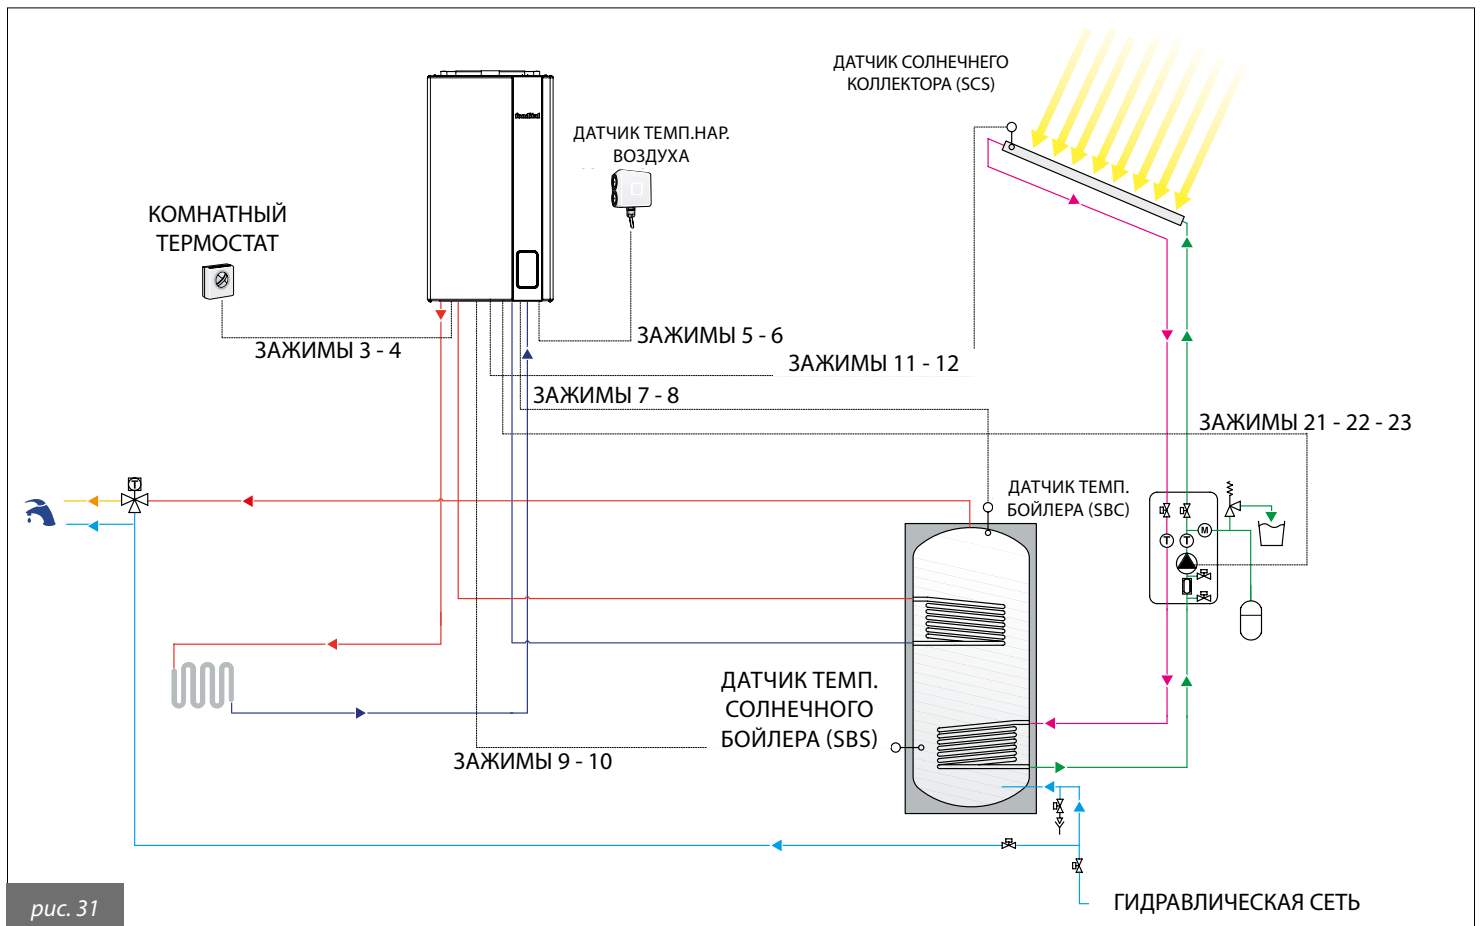 ДАТЧИК СОЛНЕЧНЕГО
КОЛЛЕКТОРА (SCS)
fondital
ДАТЧИК ТЕМП.НАР.
ВОЗДУХА
КОМНАТНЫЙ
ТЕРМОСТАТ
ЗАЖИМЫ 3 - 4
ЗАЖИМЫ 5 - 6
ЗАЖИМЫ 11 - 12
ЗАЖИМЫ 7 - 8
ЗАЖИМЫ 21 - 22 - 23
T
ДАТЧИК ТЕМП.
БОЙЛЕРА (SBC)
M
T
T
ДАТЧИК ТЕМП.
СОЛНЕЧНОГО
БОЙЛЕРА (SBS)
ЗАЖИМЫ 9 - 10
рис. 31
ГИДРАВЛИЧЕСКАЯ СЕТЬ